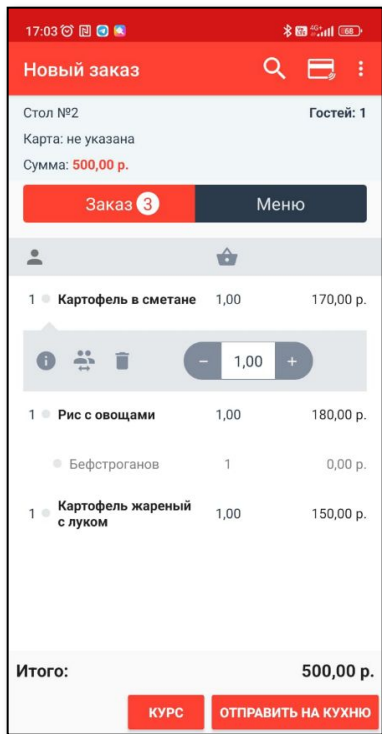 17:03
4G+
68
Новый заказ
Стол №2 Гостей: 1
Карта: не указана
Сумма: 500,00 р.
Заказ 3 Меню
1 Картофель в сметане 1,00 170,00 р.
− 1,00 +
1 Рис с овощами 1,00 180,00 р.
Бефстроганов 1 0,00 р.
1 Картофель жареный
с луком 1,00 150,00 р.
Итого: 500,00 р.
КУРС ОТПРАВИТЬ НА КУХНЮ